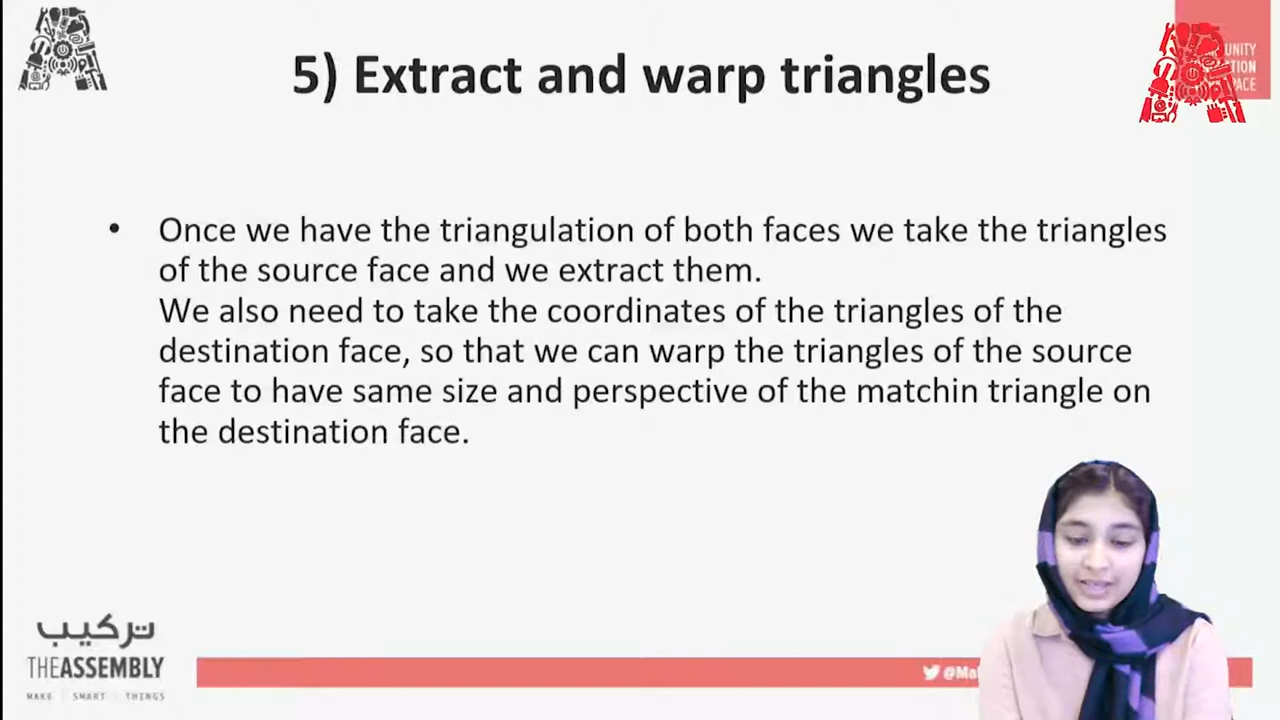 5) Extract and warp triangles
UNITY
TION
PACE
• Once we have the triangulation of both faces we take the triangles
of the source face and we extract them.
We also need to take the coordinates of the triangles of the
destination face, so that we can warp the triangles of the source
face to have same size and perspective of the matchin triangle on
the destination face.
تركيب
THEASSEMBLY
MAKE SMART THINGS